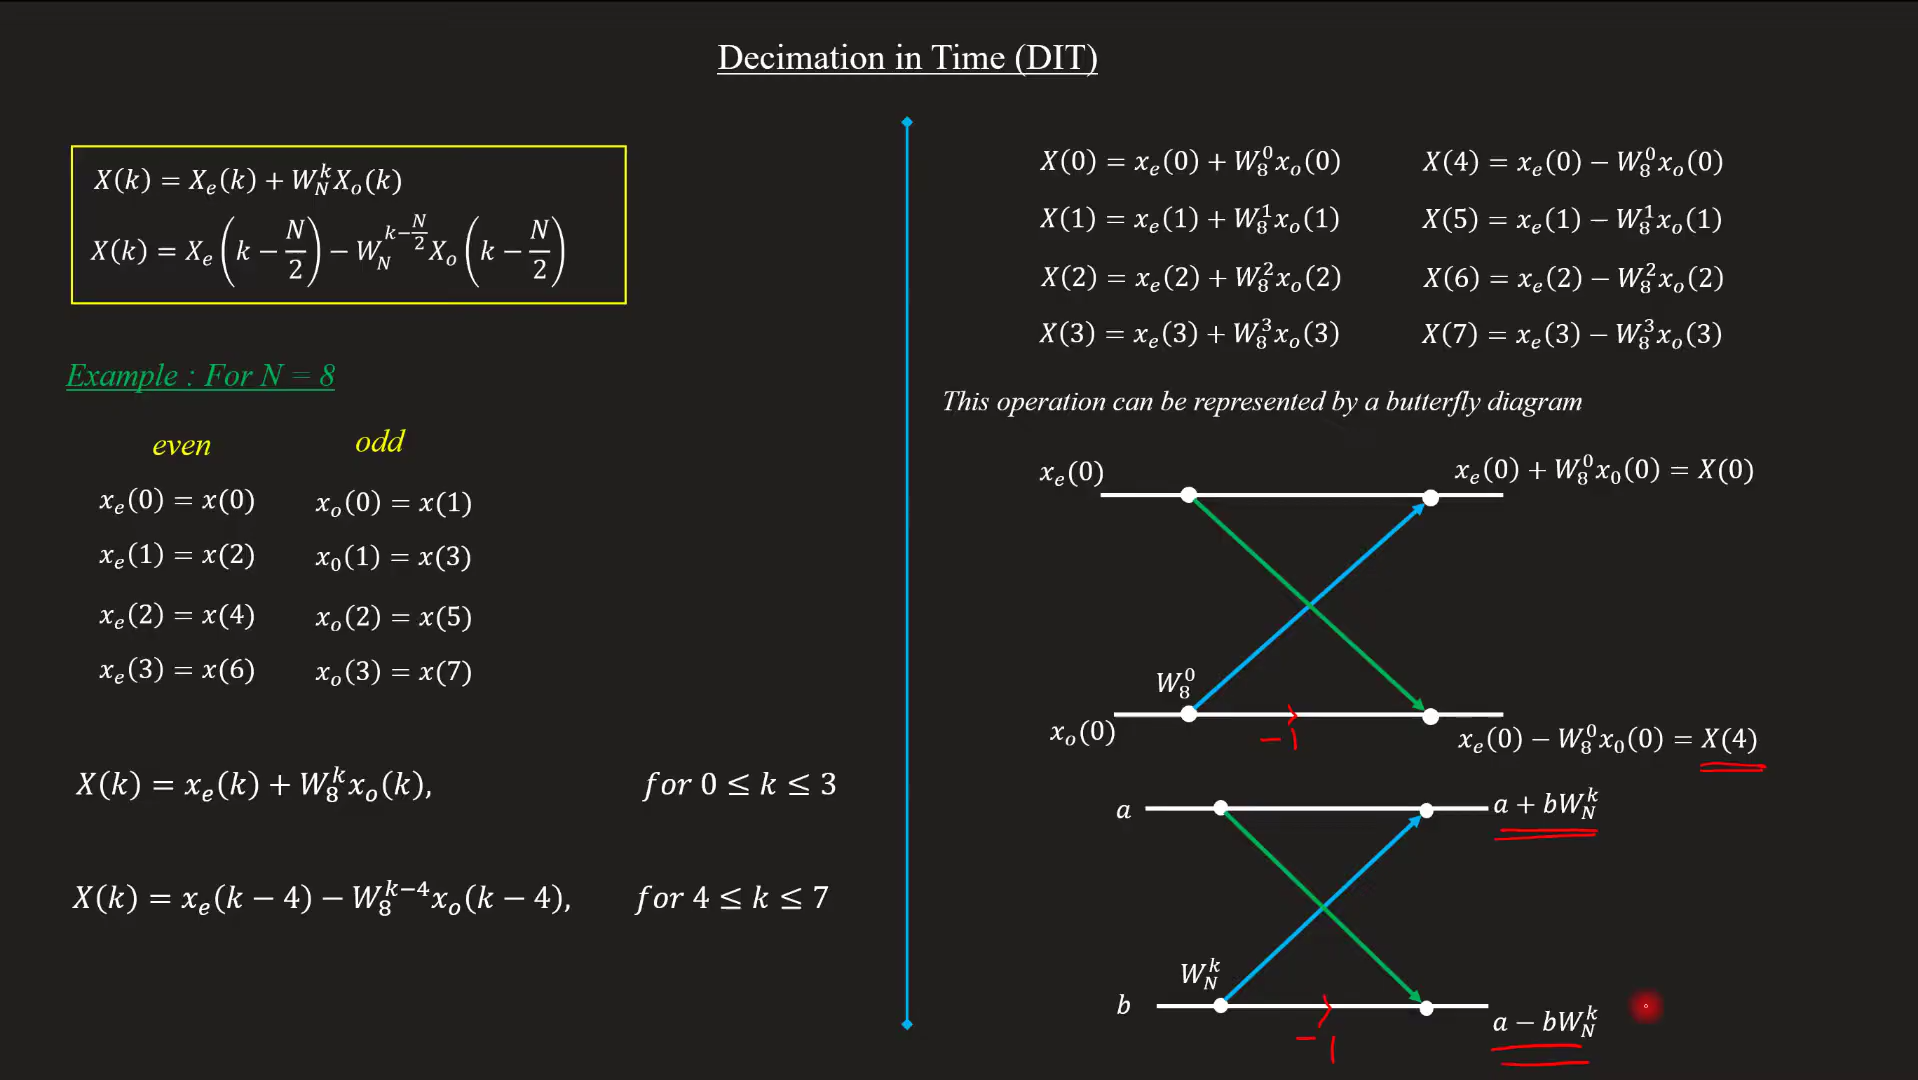 Decimation in Time (DIT)
X(k) = X_e(k) + W_N^k X_o(k)
X(k) = X_e(k − N/2) − W_N^{k−N/2} X_o(k − N/2)
Example : For N = 8
even odd
x_e(0) = x(0) x_o(0) = x(1)
x_e(1) = x(2) x_0(1) = x(3)
x_e(2) = x(4) x_o(2) = x(5)
x_e(3) = x(6) x_o(3) = x(7)
X(k) = x_e(k) + W_8^k x_o(k), for 0 ≤ k ≤ 3
X(k) = x_e(k − 4) − W_8^{k−4} x_o(k − 4), for 4 ≤ k ≤ 7
X(0) = x_e(0) + W_8^0 x_o(0) X(4) = x_e(0) − W_8^0 x_o(0)
X(1) = x_e(1) + W_8^1 x_o(1) X(5) = x_e(1) − W_8^1 x_o(1)
X(2) = x_e(2) + W_8^2 x_o(2) X(6) = x_e(2) − W_8^2 x_o(2)
X(3) = x_e(3) + W_8^3 x_o(3) X(7) = x_e(3) − W_8^3 x_o(3)
This operation can be represented by a butterfly diagram
x_e(0) x_e(0) + W_8^0 x_0(0) = X(0)
W_8^0
x_o(0) −1 x_e(0) − W_8^0 x_0(0) = X(4)
a a + bW_N^k
W_N^k
b −1 a − bW_N^k